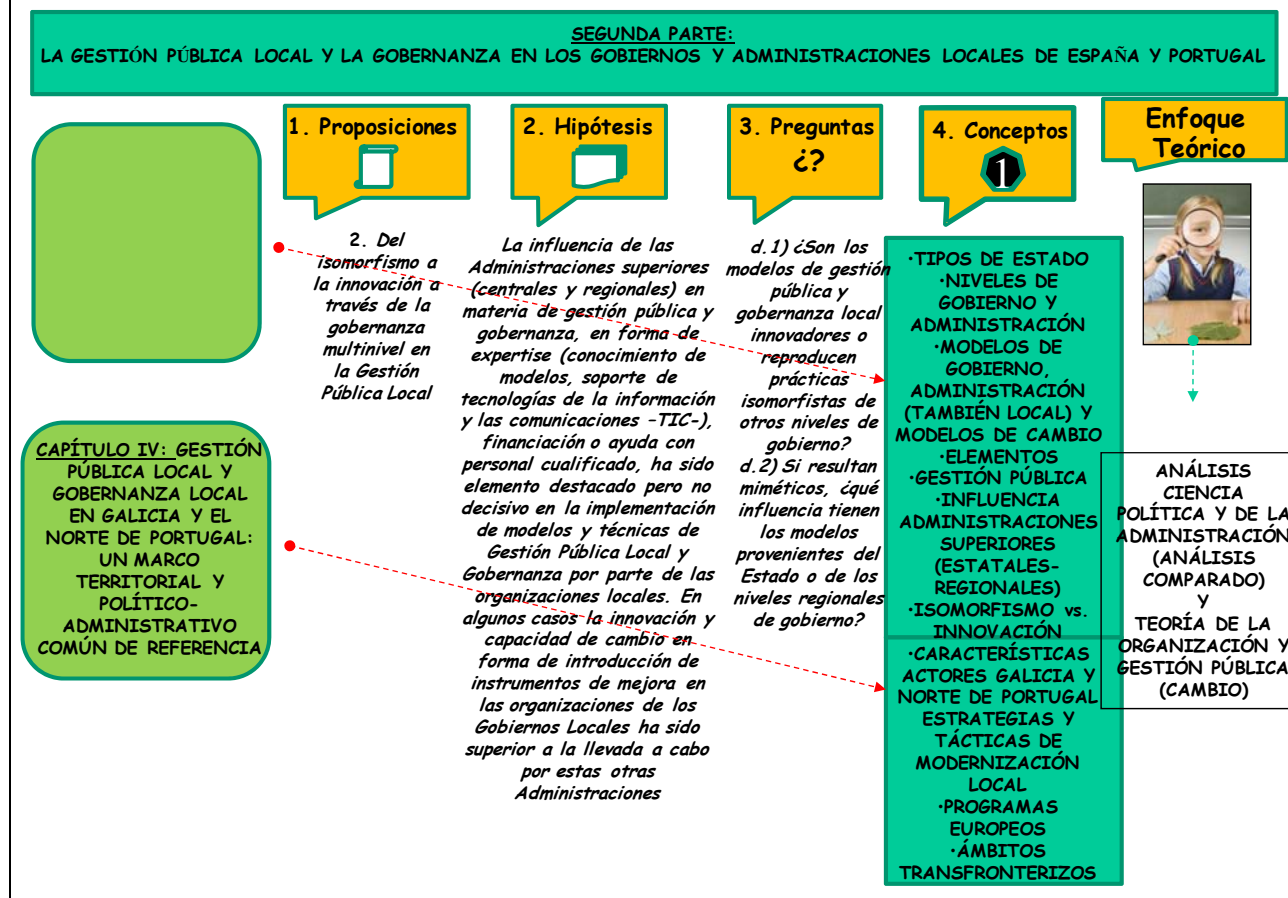 SEGUNDA PARTE:
LA GESTIÓN PÚBLICA LOCAL Y LA GOBERNANZA EN LOS GOBIERNOS Y ADMINISTRACIONES LOCALES DE ESPAÑA Y PORTUGAL
1. Proposiciones
2. Hipótesis
3. Preguntas
¿?
4. Conceptos
1
Enfoque
Teórico
2. Del
isomorfismo a
la innovación a
través de la
gobernanza
multinivel en
la Gestión
Pública Local
La influencia de las
Administraciones superiores
(centrales y regionales) en
materia de gestión pública y
gobernanza, en forma de
expertise (conocimiento de
modelos, soporte de
tecnologías de la información
y las comunicaciones –TIC-),
financiación o ayuda con
personal cualificado, ha sido
elemento destacado pero no
decisivo en la implementación
de modelos y técnicas de
Gestión Pública Local y
Gobernanza por parte de las
organizaciones locales. En
algunos casos la innovación y
capacidad de cambio en
forma de introducción de
instrumentos de mejora en
las organizaciones de los
Gobiernos Locales ha sido
superior a la llevada a cabo
por estas otras
Administraciones
d.1) ¿Son los
modelos de gestión
pública y
gobernanza local
innovadores o
reproducen
prácticas
isomorfistas de
otros niveles de
gobierno?
d.2) Si resultan
miméticos, ¿qué
influencia tienen
los modelos
provenientes del
Estado o de los
niveles regionales
de gobierno?
•TIPOS DE ESTADO
•NIVELES DE
GOBIERNO Y
ADMINISTRACIÓN
•MODELOS DE
GOBIERNO,
ADMINISTRACIÓN
(TAMBIÉN LOCAL) Y
MODELOS DE CAMBIO
•ELEMENTOS
•GESTIÓN PÚBLICA
•INFLUENCIA
ADMINISTRACIONES
SUPERIORES
(ESTATALES-
REGIONALES)
•ISOMORFISMO vs.
INNOVACIÓN
•CARACTERÍSTICAS
ACTORES GALICIA Y
NORTE DE PORTUGAL
ESTRATEGIAS Y
TÁCTICAS DE
MODERNIZACIÓN
LOCAL
•PROGRAMAS
EUROPEOS
•ÁMBITOS
TRANSFRONTERIZOS
CAPÍTULO IV: GESTIÓN
PÚBLICA LOCAL Y
GOBERNANZA LOCAL
EN GALICIA Y EL
NORTE DE PORTUGAL:
UN MARCO
TERRITORIAL Y
POLÍTICO-
ADMINISTRATIVO
COMÚN DE REFERENCIA
ANÁLISIS
CIENCIA
POLÍTICA Y DE LA
ADMINISTRACIÓN
(ANÁLISIS
COMPARADO)
Y
TEORÍA DE LA
ORGANIZACIÓN Y
GESTIÓN PÚBLICA
(CAMBIO)